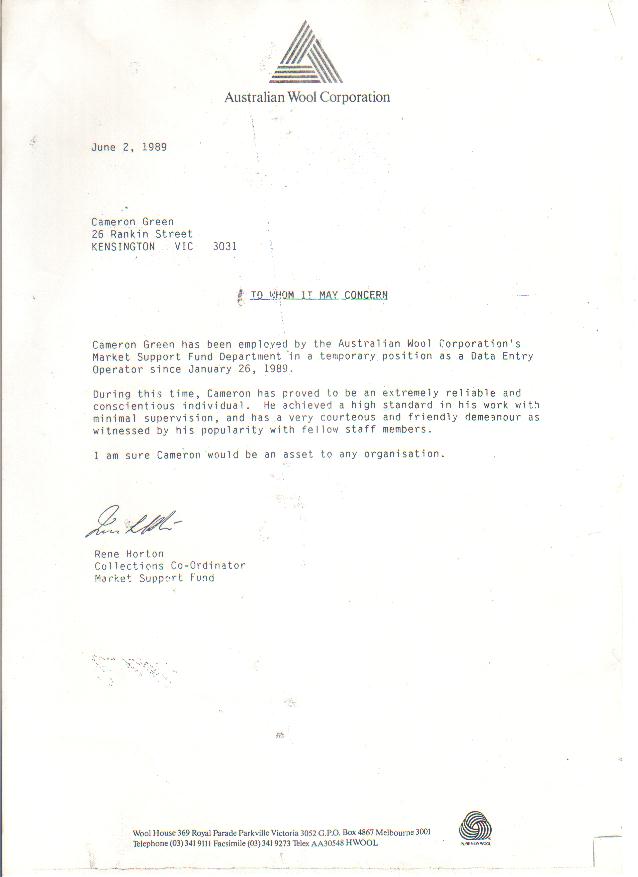 Australian Wool Corporation
June 2, 1989
Cameron Green
26 Rankin Street
KENSINGTON VIC 3031
TO WHOM IT MAY CONCERN
Cameron Green has been employed by the Australian Wool Corporation's
Market Support Fund Department in a temporary position as a Data Entry
Operator since January 26, 1989.
During this time, Cameron has proved to be an extremely reliable and
conscientious individual. He achieved a high standard in his work with
minimal supervision, and has a very courteous and friendly demeanour as
witnessed by his popularity with fellow staff members.
I am sure Cameron would be an asset to any organisation.
Rene Horton
Collections Co-Ordinator
Market Support Fund
Wool House 369 Royal Parade Parkville Victoria 3052 G.P.O. Box 4867 Melbourne 3001
Telephone (03) 341 9111 Facsimile (03) 341 9273 Telex AA30548 HWOOL